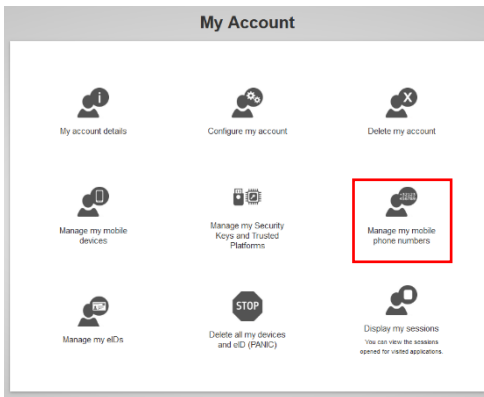 My Account
My account details
Configure my account
Delete my account
Manage my mobile
devices
Manage my Security
Keys and Trusted
Platforms
Manage my mobile
phone numbers
Manage my eIDs
STOP
Delete all my devices
and eID (PANIC)
Display my sessions
You can view the sessions
opened for visited applications.